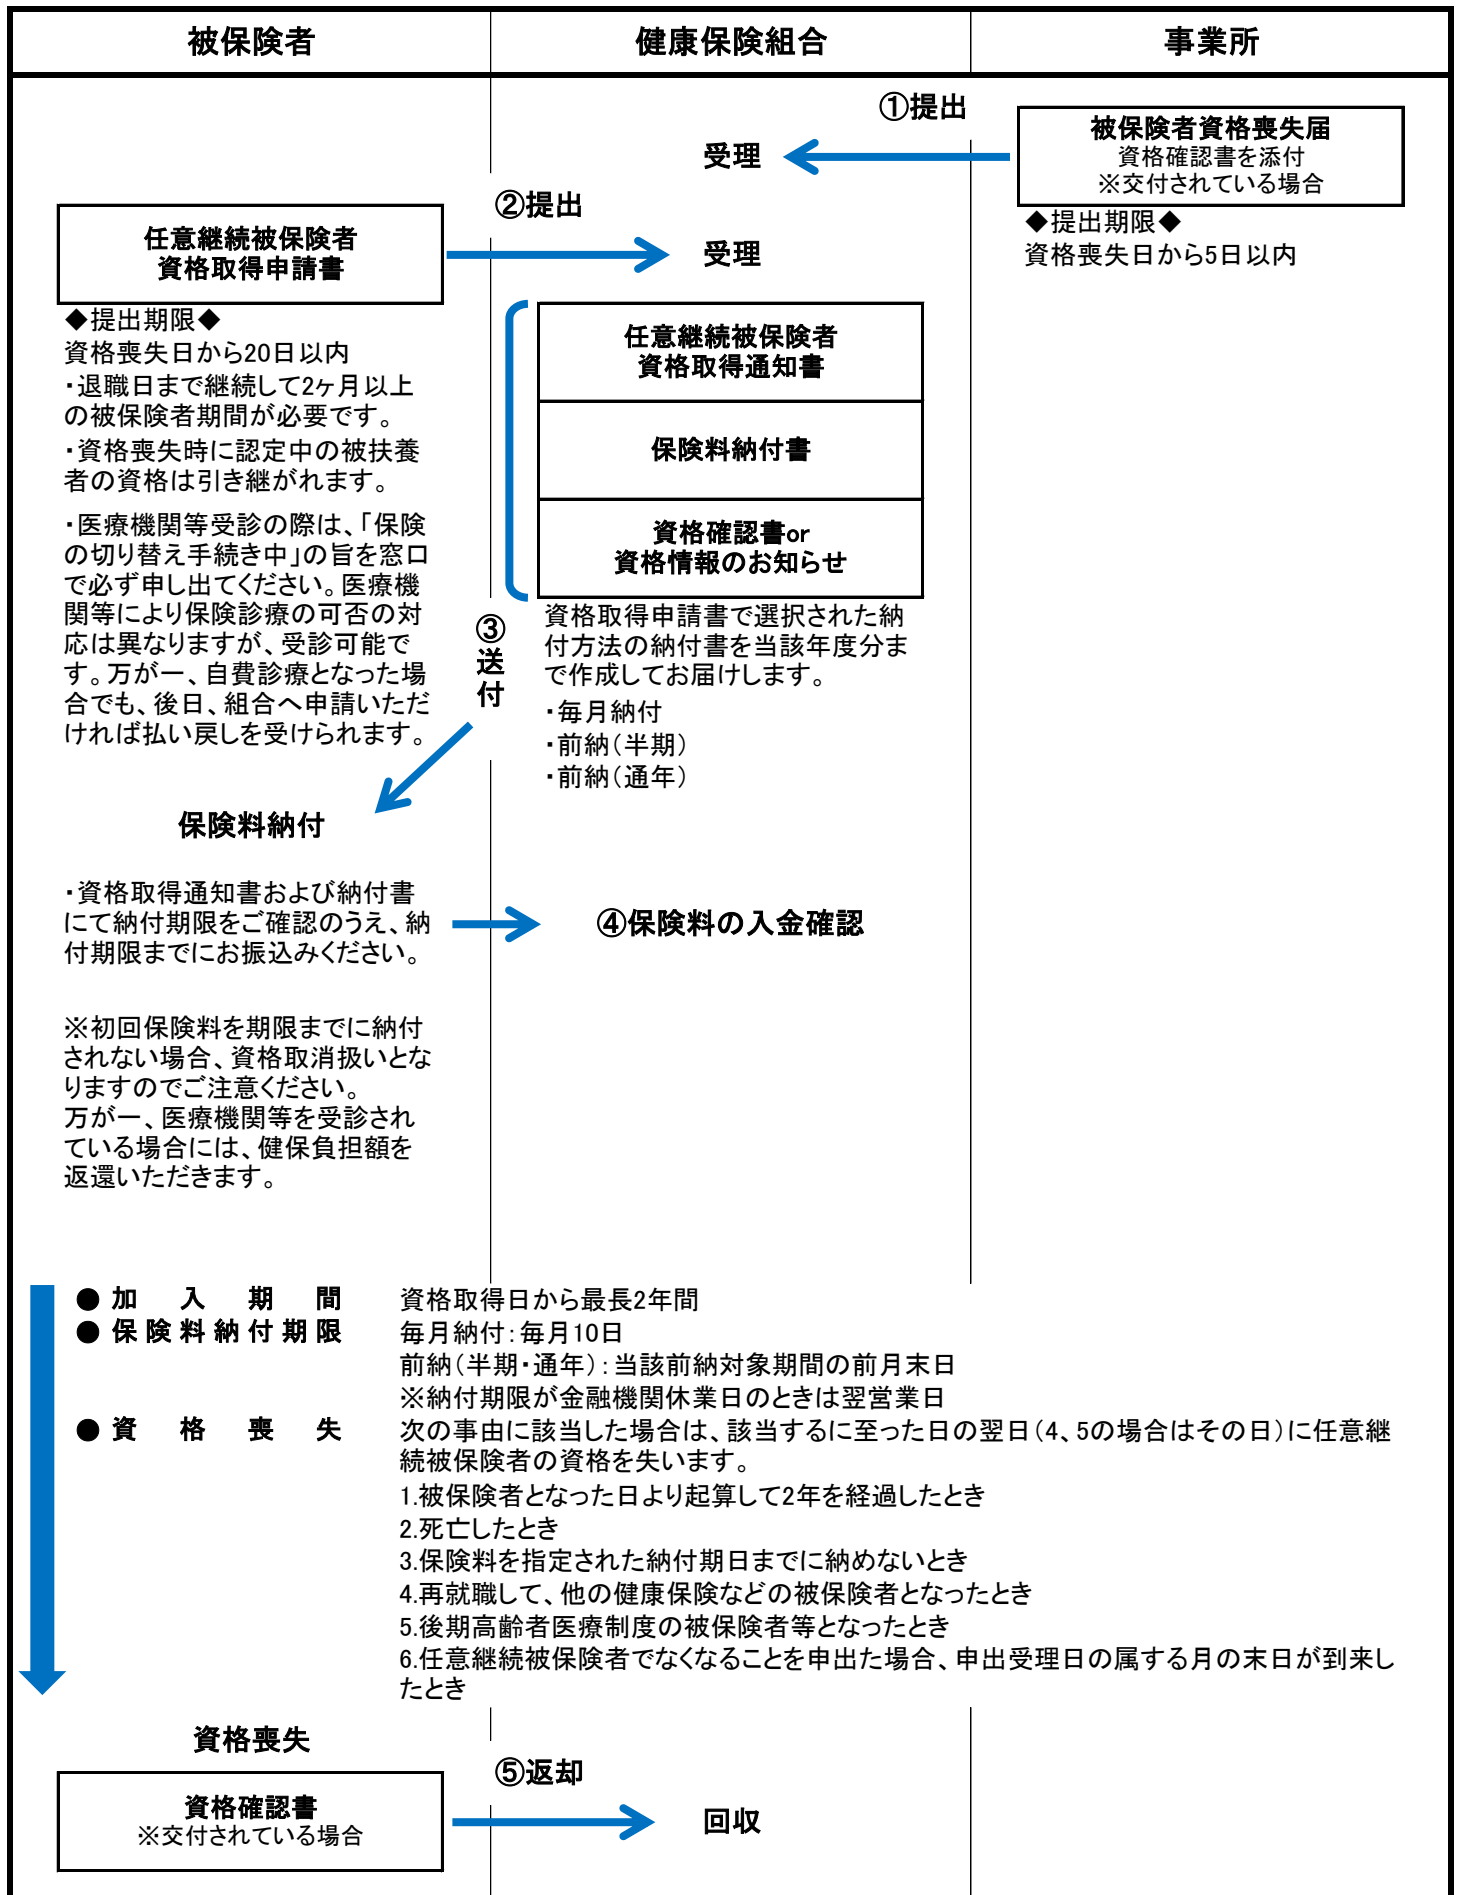 被保険者
健康保険組合
事業所
①提出
被保険者資格喪失届
資格確認書を添付
※交付されている場合
受理
◆提出期限◆
資格喪失日から5日以内
②提出
任意継続被保険者
資格取得申請書
受理
◆提出期限◆
資格喪失日から20日以内
・退職日まで継続して2ヶ月以上
の被保険者期間が必要です。
・資格喪失時に認定中の被扶養
者の資格は引き継がれます。
・医療機関等受診の際は、「保険
の切り替え手続き中」の旨を窓口
で必ず申し出てください。医療機
関等により保険診療の可否の対
応は異なりますが、受診可能で
す。万が一、自費診療となった場
合でも、後日、組合へ申請いただ
ければ払い戻しを受けられます。
任意継続被保険者
資格取得通知書
保険料納付書
資格確認書or
資格情報のお知らせ
③送付
資格取得申請書で選択された納
付方法の納付書を当該年度分ま
で作成してお届けします。
・毎月納付
・前納(半期)
・前納(通年)
保険料納付
・資格取得通知書および納付書
にて納付期限をご確認のうえ、納
付期限までにお振込みください。
④保険料の入金確認
※初回保険料を期限までに納付
されない場合、資格取消扱いとな
りますのでご注意ください。
万が一、医療機関等を受診され
ている場合には、健保負担額を
返還いただきます。
●加入期間 資格取得日から最長2年間
●保険料納付期限 毎月納付:毎月10日
前納(半期・通年):当該前納対象期間の前月末日
※納付期限が金融機関休業日のときは翌営業日
●資格喪失 次の事由に該当した場合は、該当するに至った日の翌日(4、5の場合はその日)に任意継
続被保険者の資格を失います。
1.被保険者となった日より起算して2年を経過したとき
2.死亡したとき
3.保険料を指定された納付期日までに納めないとき
4.再就職して、他の健康保険などの被保険者となったとき
5.後期高齢者医療制度の被保険者等となったとき
6.任意継続被保険者でなくなることを申出た場合、申出受理日の属する月の末日が到来し
たとき
資格喪失
⑤返却
資格確認書
※交付されている場合
回収